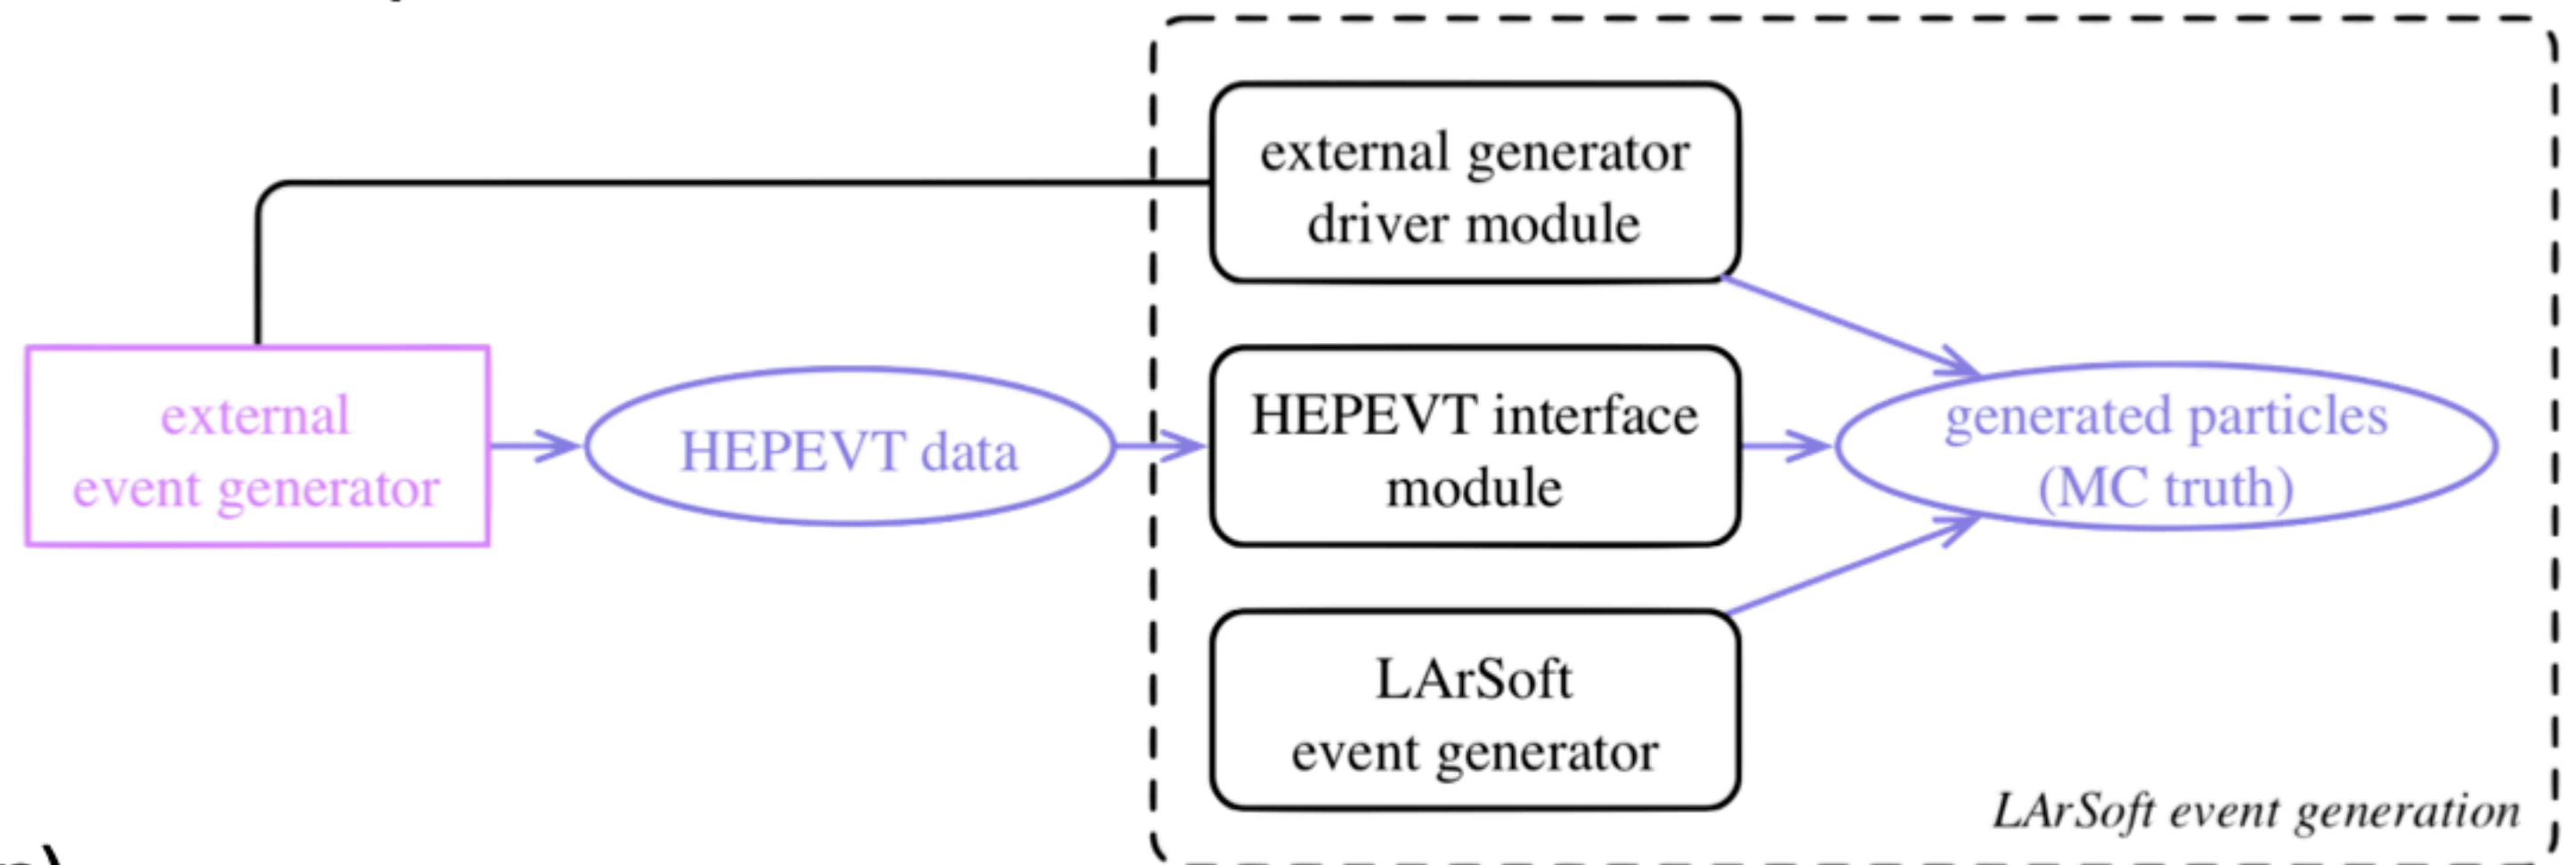 external generator
driver module
external
event generator
HEPEVT data
HEPEVT interface
module
generated particles
(MC truth)
LArSoft
event generator
LArSoft event generation